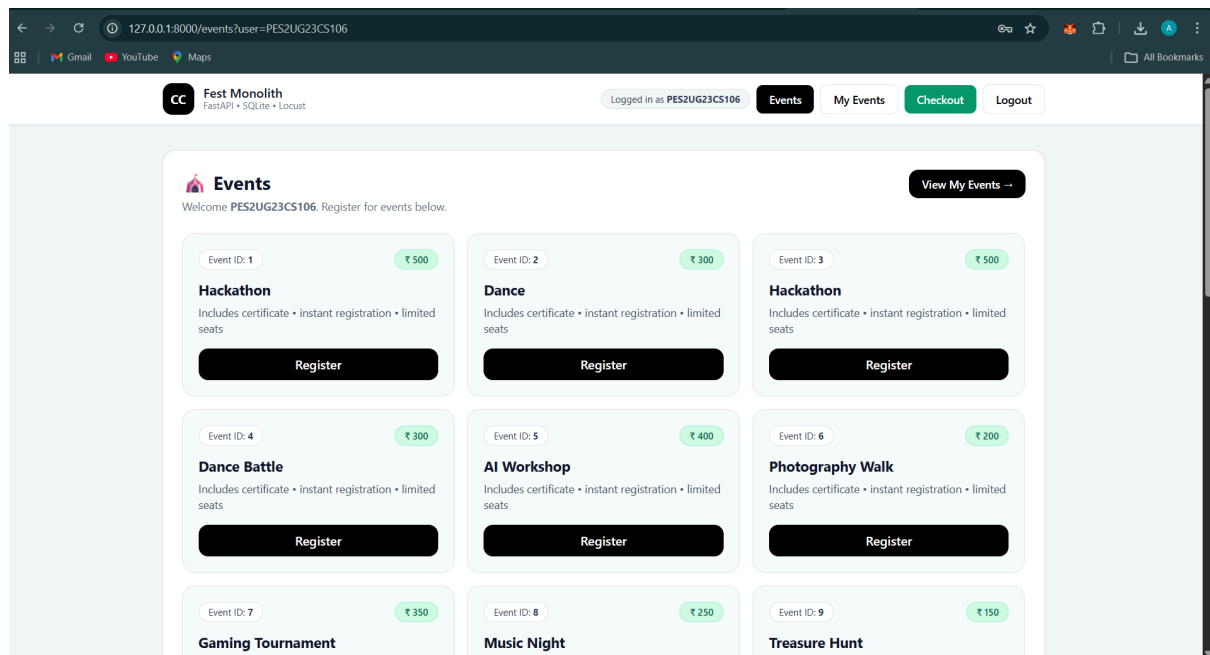 127.0.0.1:8000/events?user=PES2UG23CS106
Gmail YouTube Maps All Bookmarks
CC Fest Monolith
FastAPI • SQLite • Locust
Logged in as PES2UG23CS106 Events My Events Checkout Logout
Events
View My Events →
Welcome PES2UG23CS106. Register for events below.
Event ID: 1 ₹ 500
Hackathon
Includes certificate • instant registration • limited
seats
Register
Event ID: 2 ₹ 300
Dance
Includes certificate • instant registration • limited
seats
Register
Event ID: 3 ₹ 500
Hackathon
Includes certificate • instant registration • limited
seats
Register
Event ID: 4 ₹ 300
Dance Battle
Includes certificate • instant registration • limited
seats
Register
Event ID: 5 ₹ 400
AI Workshop
Includes certificate • instant registration • limited
seats
Register
Event ID: 6 ₹ 200
Photography Walk
Includes certificate • instant registration • limited
seats
Register
Event ID: 7 ₹ 350
Gaming Tournament
Event ID: 8 ₹ 250
Music Night
Event ID: 9 ₹ 150
Treasure Hunt